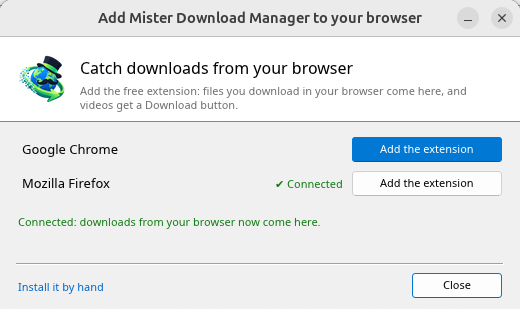 Add Mister Download Manager to your browser
Catch downloads from your browser
Add the free extension: files you download in your browser come here, and
videos get a Download button.
Google Chrome
Add the extension
Mozilla Firefox
✔ Connected
Add the extension
Connected: downloads from your browser now come here.
Install it by hand
Close